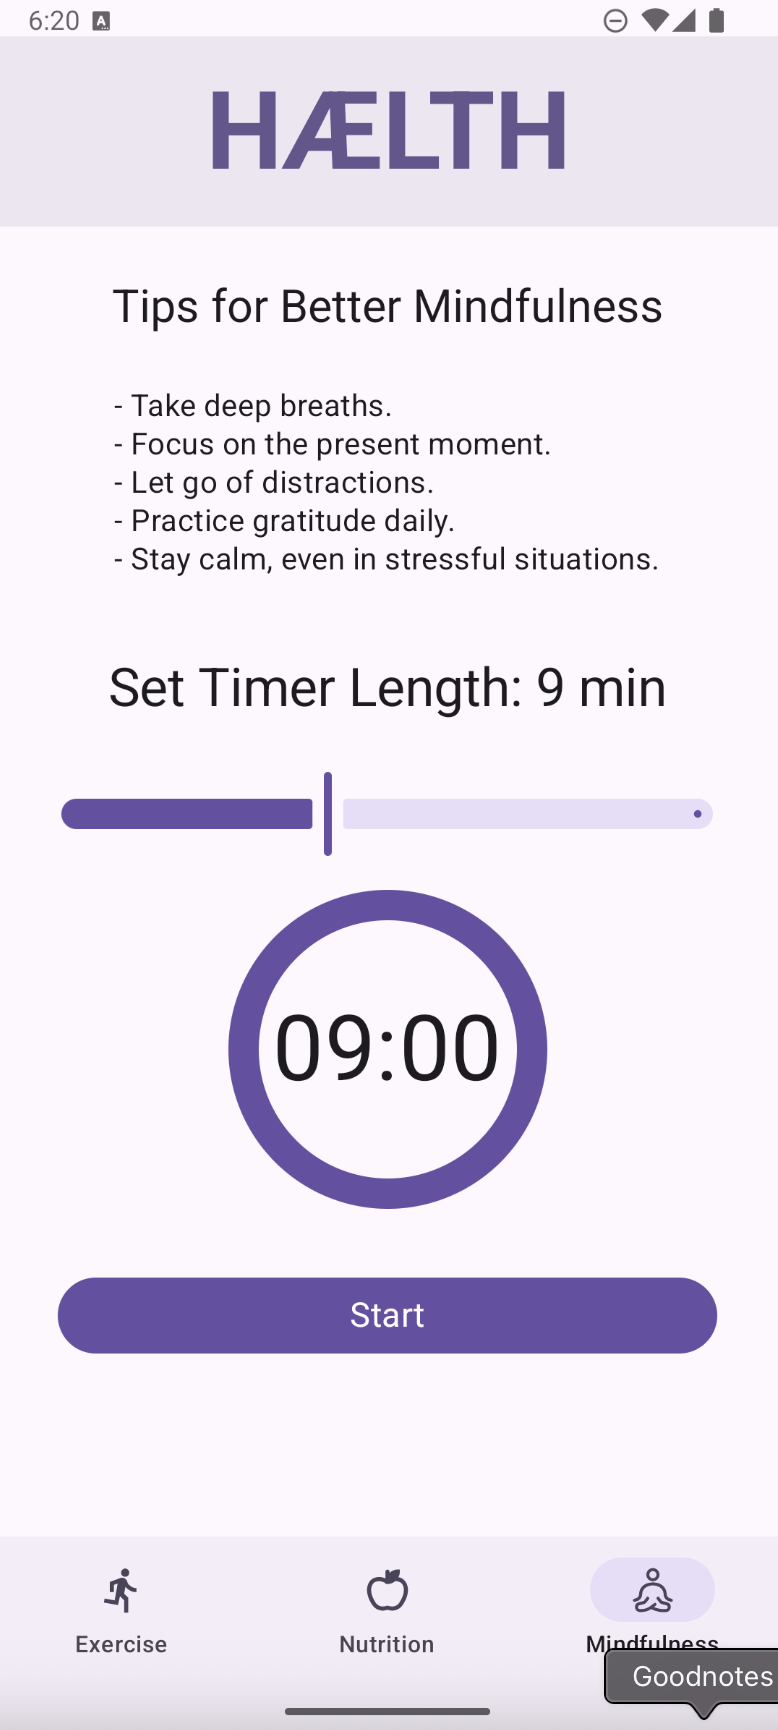 6:20
A
HÆLTH
Tips for Better Mindfulness
- Take deep breaths.
- Focus on the present moment.
- Let go of distractions.
- Practice gratitude daily.
- Stay calm, even in stressful situations.
Set Timer Length: 9 min
09:00
Start
Exercise
Nutrition
Mindfulness
Goodnotes